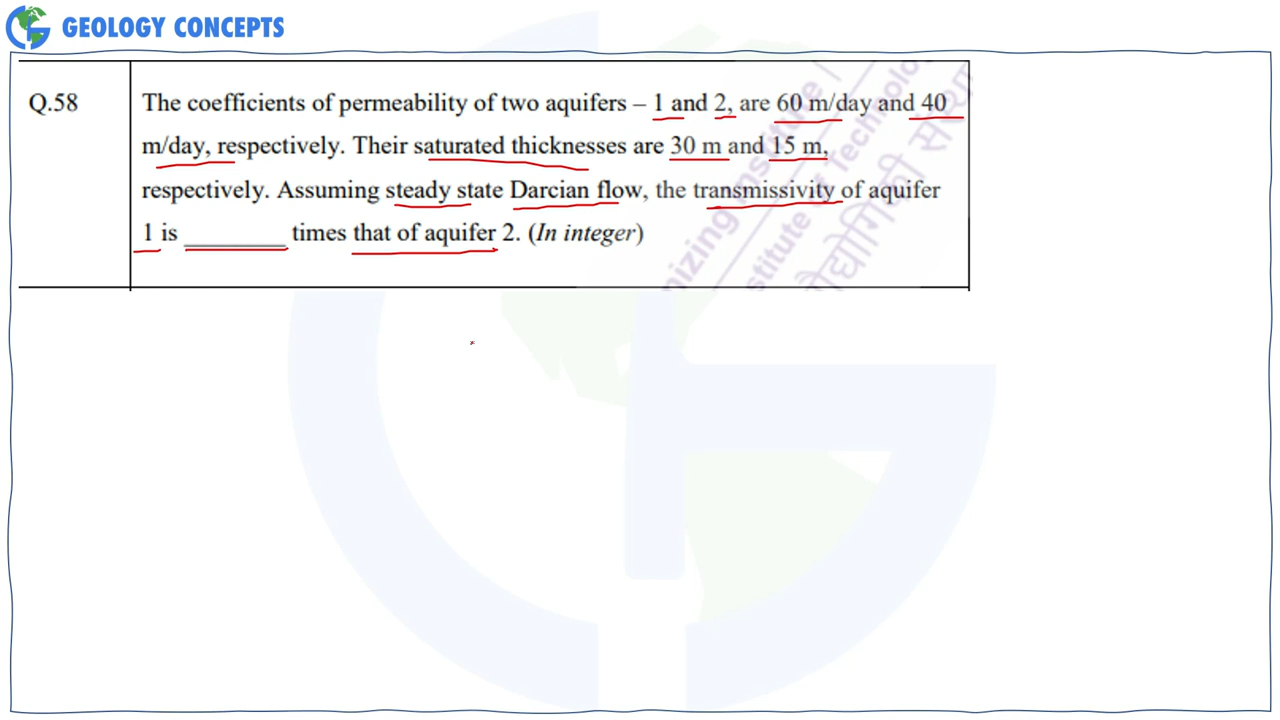 GEOLOGY CONCEPTS
Q.58
The coefficients of permeability of two aquifers – 1 and 2, are 60 m/day and 40
m/day, respectively. Their saturated thicknesses are 30 m and 15 m,
respectively. Assuming steady state Darcian flow, the transmissivity of aquifer
1 is ________ times that of aquifer 2. (In integer)